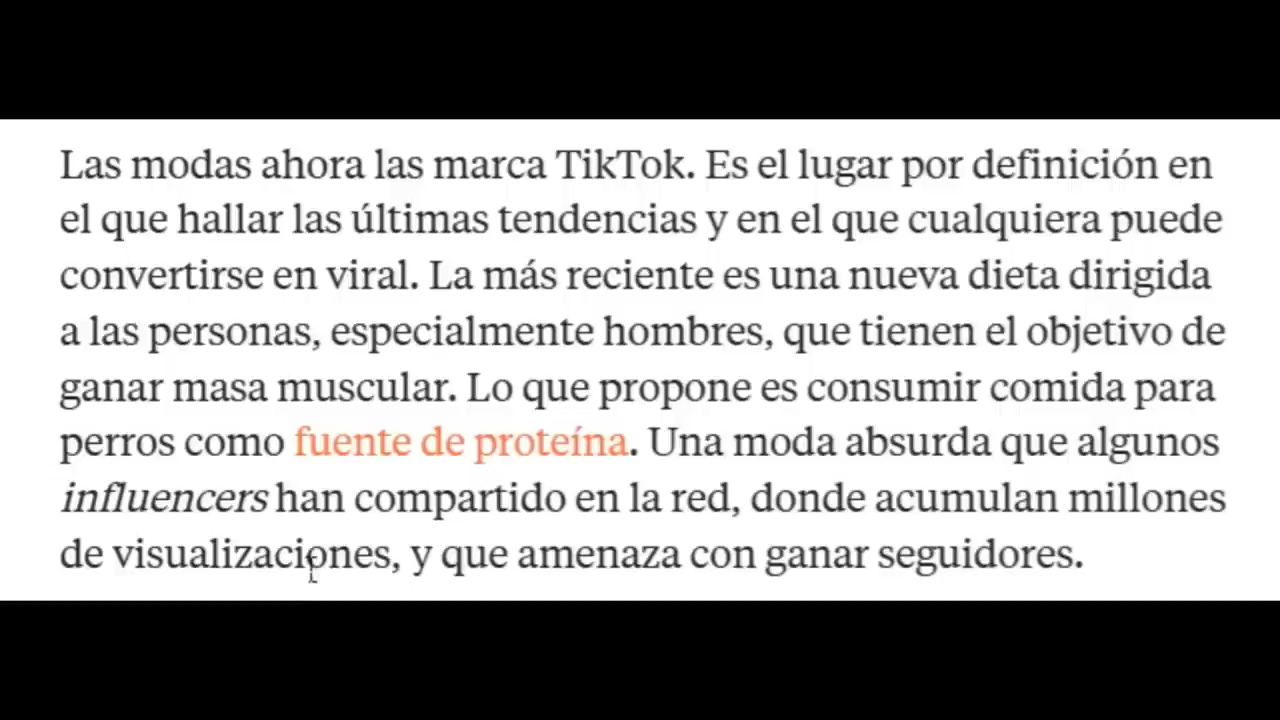 Las modas ahora las marca TikTok. Es el lugar por definición en
el que hallar las últimas tendencias y en el que cualquiera puede
convertirse en viral. La más reciente es una nueva dieta dirigida
a las personas, especialmente hombres, que tienen el objetivo de
ganar masa muscular. Lo que propone es consumir comida para
perros como fuente de proteína. Una moda absurda que algunos
influencers han compartido en la red, donde acumulan millones
de visualizaciones, y que amenaza con ganar seguidores.